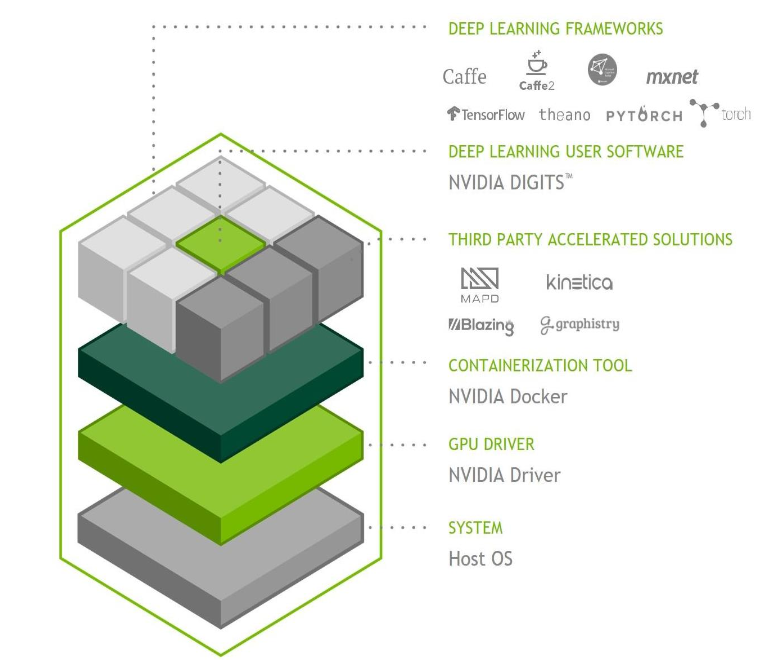 DEEP LEARNING FRAMEWORKS
Caffe Caffe2 mxnet
TensorFlow theano PYTORCH torch
DEEP LEARNING USER SOFTWARE
NVIDIA DIGITS™
THIRD PARTY ACCELERATED SOLUTIONS
MAPD kinetica
Blazing graphistry
CONTAINERIZATION TOOL
NVIDIA Docker
GPU DRIVER
NVIDIA Driver
SYSTEM
Host OS